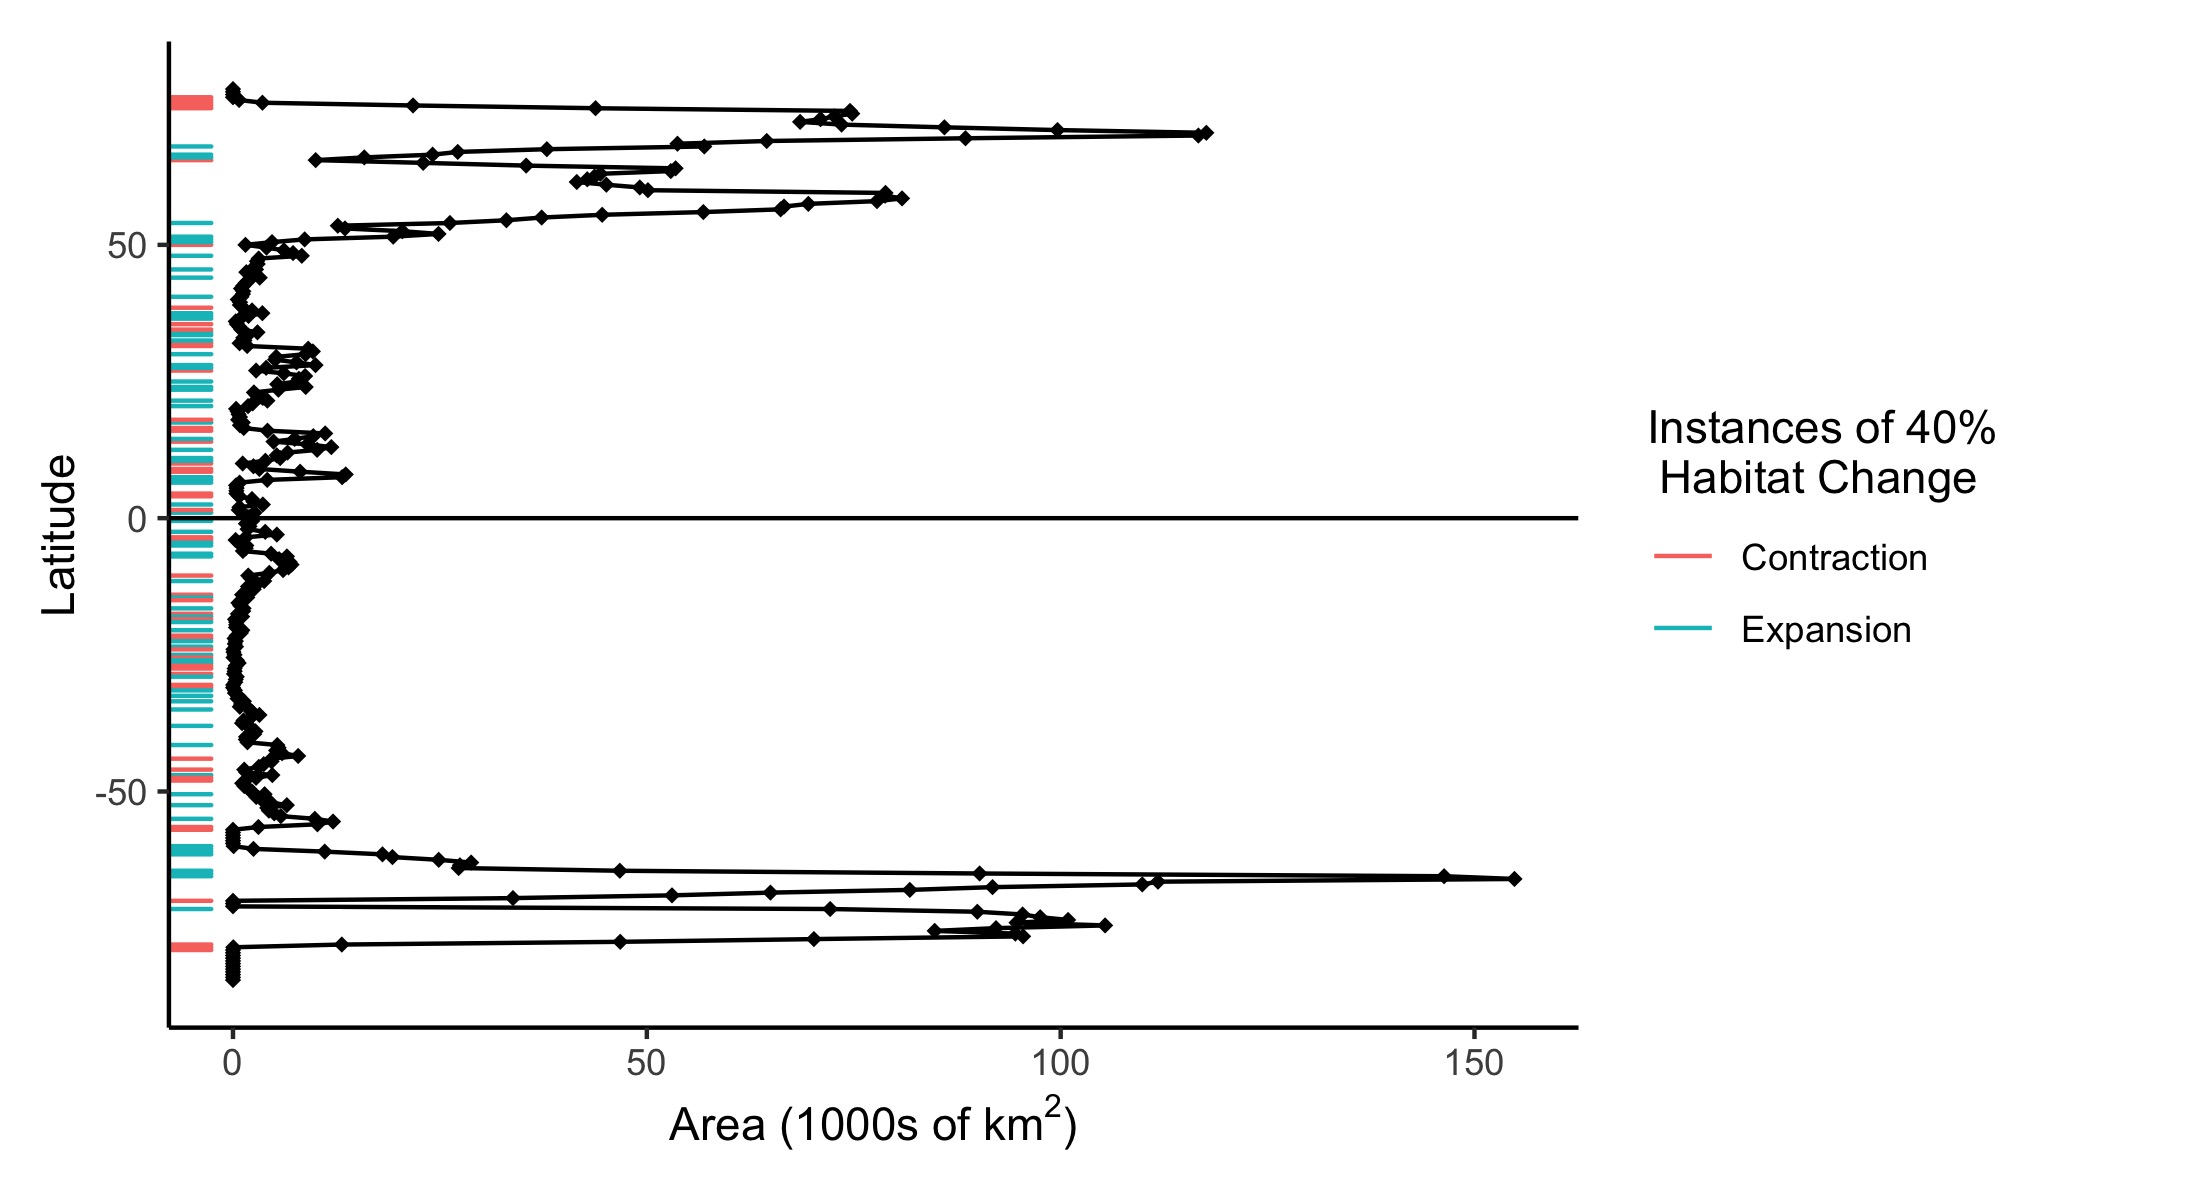 50
0
-50
Latitude
0
50
100
150
Area (1000s of km²)
Instances of 40%
Habitat Change
Contraction
Expansion